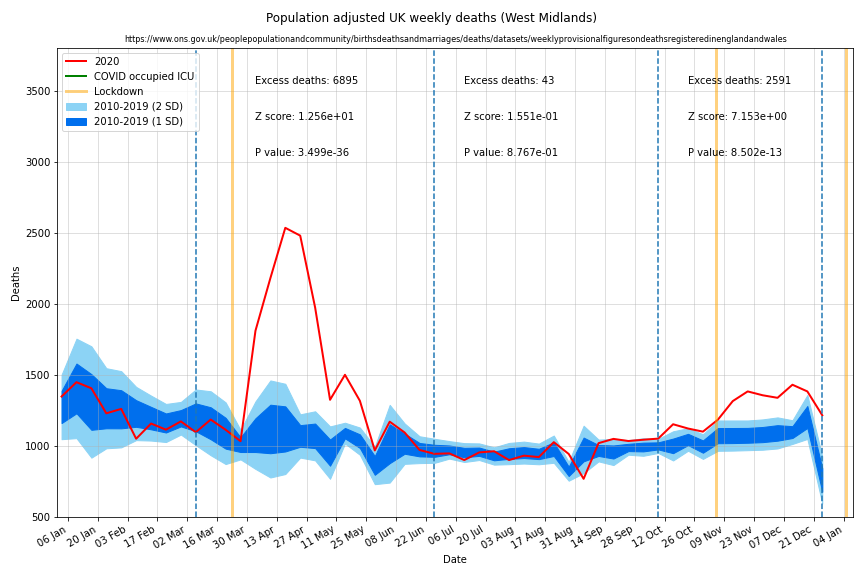 Population adjusted UK weekly deaths (West Midlands)
https://www.ons.gov.uk/peoplepopulationandcommunity/birthsdeathsandmarriages/deaths/datasets/weeklyprovisionalfiguresondeathsregisteredinenglandandwales
2020
COVID occupied ICU
Lockdown
2010-2019 (2 SD)
2010-2019 (1 SD)
Excess deaths: 6895
Z score: 1.256e+01
P value: 3.499e-36
Excess deaths: 43
Z score: 1.551e-01
P value: 8.767e-01
Excess deaths: 2591
Z score: 7.153e+00
P value: 8.502e-13
Deaths
3500
3000
2500
2000
1500
1000
500
06 Jan
20 Jan
03 Feb
17 Feb
02 Mar
16 Mar
30 Mar
13 Apr
27 Apr
11 May
25 May
08 Jun
22 Jun
06 Jul
20 Jul
03 Aug
17 Aug
31 Aug
14 Sep
28 Sep
12 Oct
26 Oct
09 Nov
23 Nov
07 Dec
21 Dec
04 Jan
Date